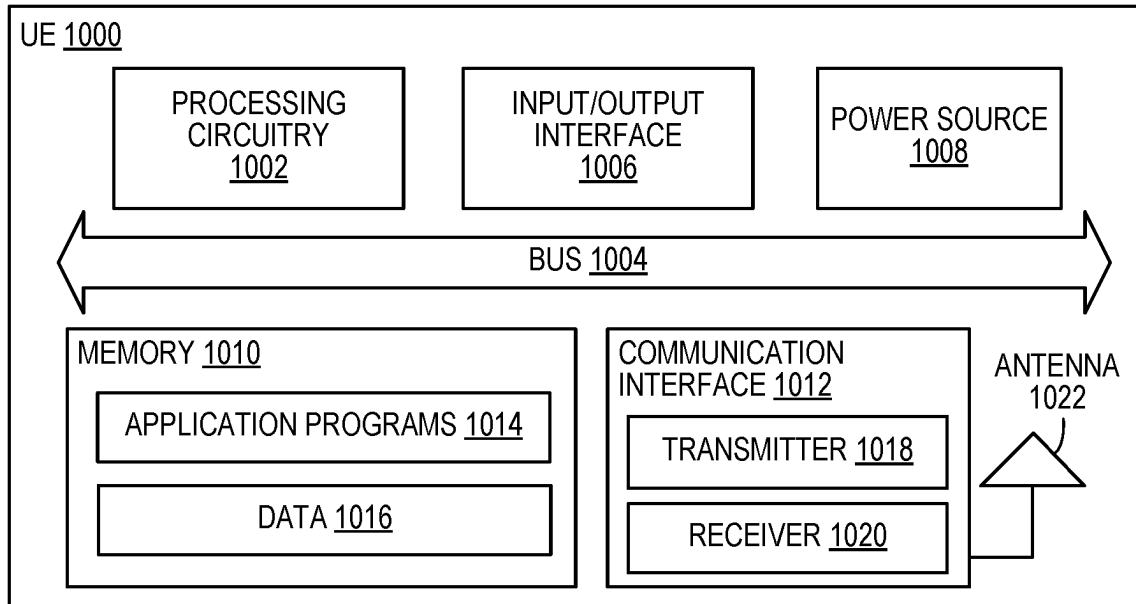 UE 1000
PROCESSING
CIRCUITRY
1002
INPUT/OUTPUT
INTERFACE
1006
POWER SOURCE
1008
BUS 1004
MEMORY 1010
APPLICATION PROGRAMS 1014
DATA 1016
COMMUNICATION
INTERFACE 1012
TRANSMITTER 1018
RECEIVER 1020
ANTENNA
1022